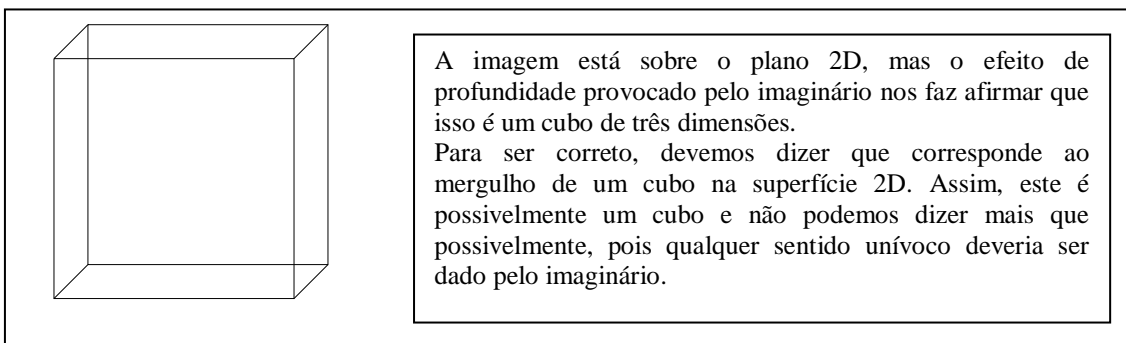 A imagem está sobre o plano 2D, mas o efeito de
profundidade provocado pelo imaginário nos faz afirmar que
isso é um cubo de três dimensões.
Para ser correto, devemos dizer que corresponde ao
mergulho de um cubo na superfície 2D. Assim, este é
possivelmente um cubo e não podemos dizer mais que
possivelmente, pois qualquer sentido unívoco deveria ser
dado pelo imaginário.